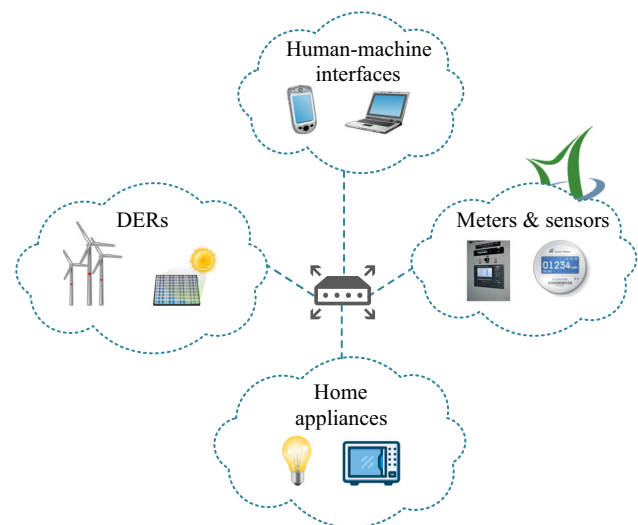 Human-machine
interfaces
DERs
Meters & sensors
01234
Home
appliances